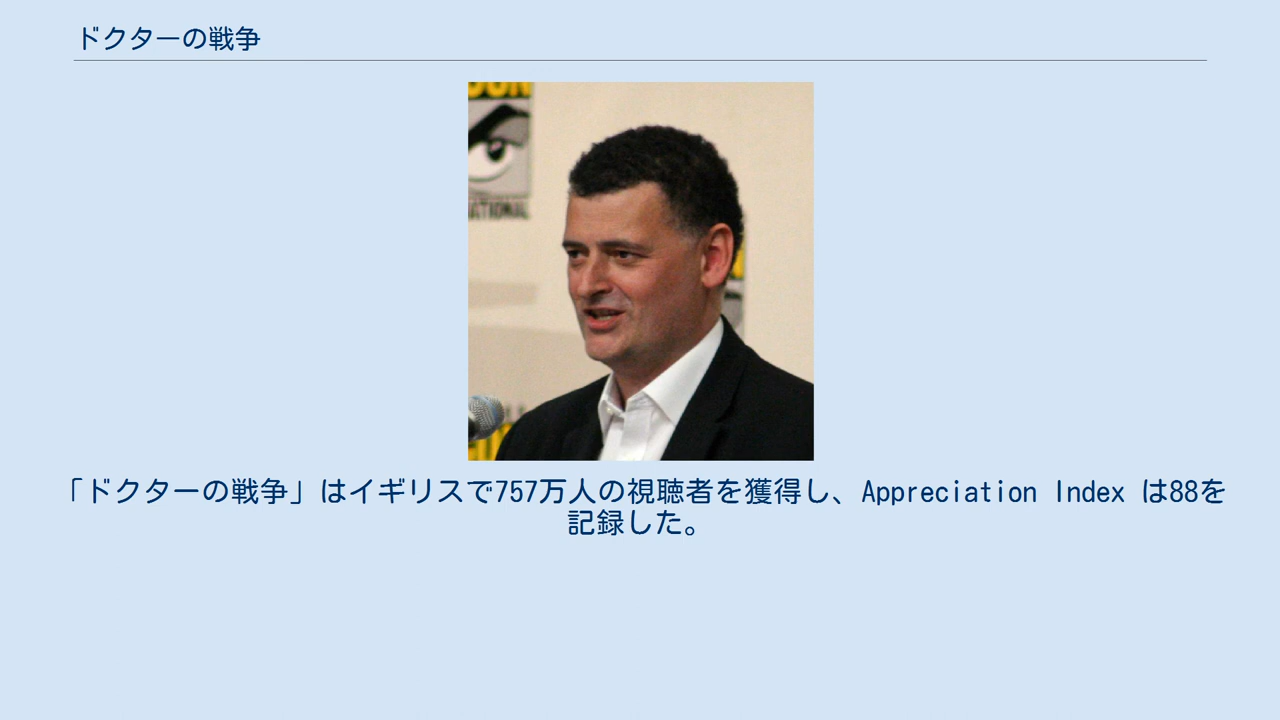 ドクターの戦争
CON
ATIONAL
「ドクターの戦争」はイギリスで757万人の視聴者を獲得し、Appreciation Index は88を
記録した。